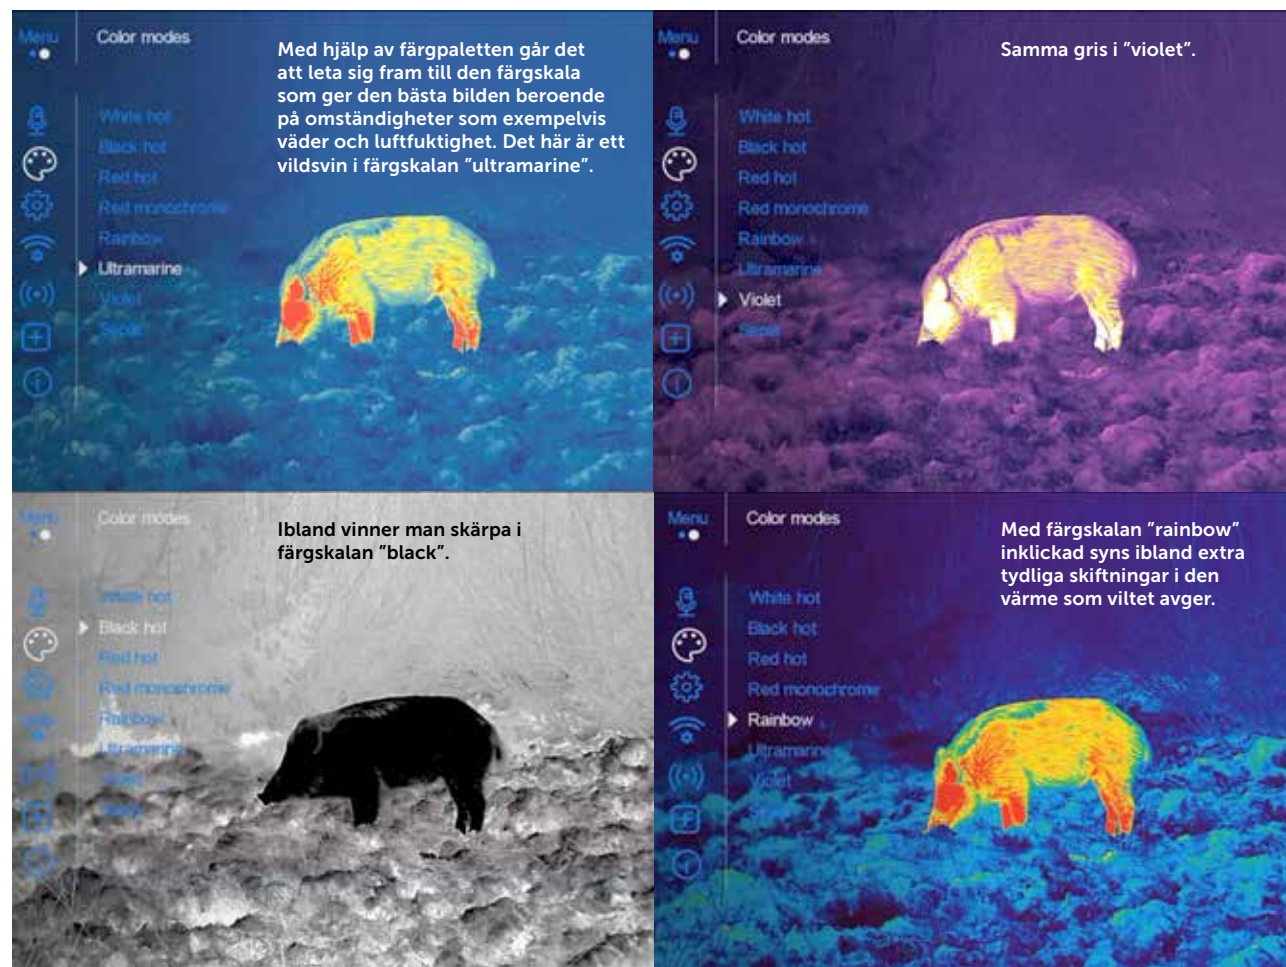 Menu
Color modes
Med hjälp av färgpaletten går det
att leta sig fram till den färgskala
som ger den bästa bilden beroende
på omständigheter som exempelvis
väder och luftfuktighet. Det här är ett
vildsvin i färgskalan ”ultramarine”.
White hot
Black hot
Red hot
Red monochrome
Rainbow
Ultramarine
Violet
Sepia
Menu
Color modes
Samma gris i ”violet”.
White hot
Black hot
Red hot
Red monochrome
Rainbow
Ultramarine
Violet
Sepia
Menu
Color modes
Ibland vinner man skärpa i
färgskalan ”black”.
White hot
Black hot
Red hot
Red monochrome
Rainbow
Ultramarine
Menu
Color modes
Med färgskalan ”rainbow”
inklickad syns ibland extra
tydliga skiftningar i den
värme som viltet avger.
White hot
Black hot
Red hot
Red monochrome
Rainbow
Ultramarine
Violet